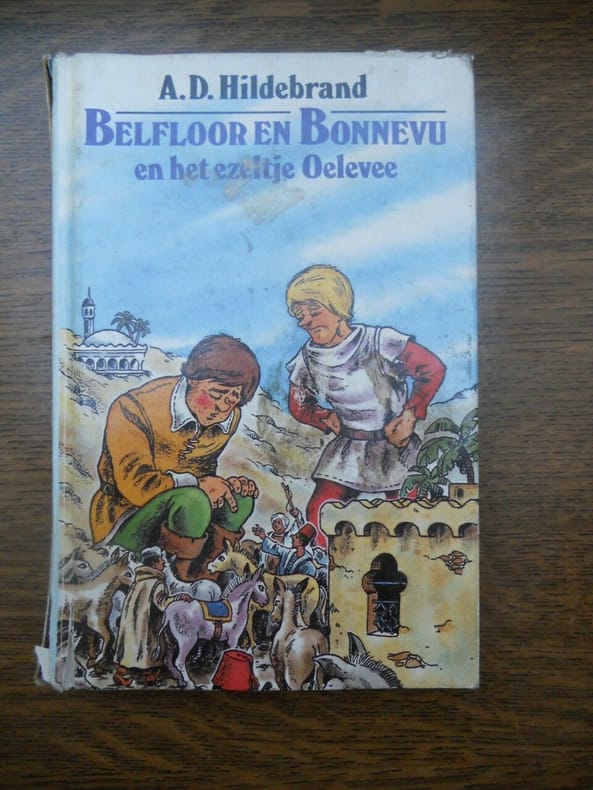 A.D. Hildebrand
BELFLOOR EN BONNEVU
en het ezeltje Oelevee